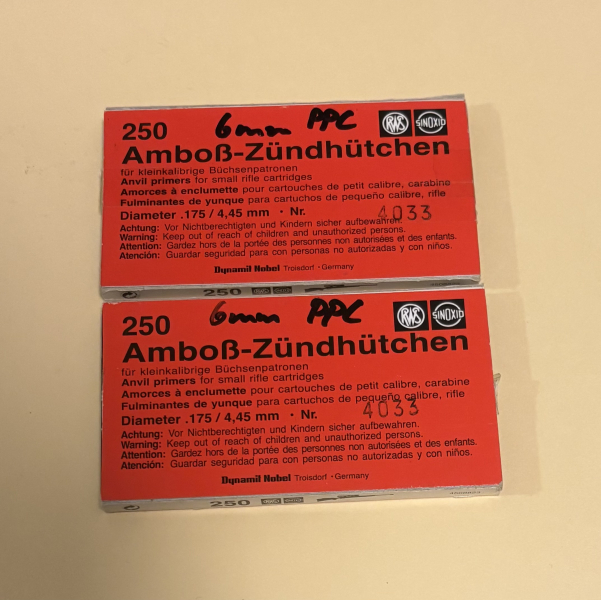 250 6mm PPC RWS SINOXID
Amboß-Zündhütchen
für kleinkalibrige Büchsenpatronen
Anvil primers for small rifle cartridges
Amorces à enclumette pour cartouches de petit calibre, carabine
Fulminantes de yunque para cartuchos de pequeño calibre, rifle
Diameter .175 / 4,45 mm · Nr. 4033
Achtung: Vor Nichtberechtigten und Kindern sicher aufbewahren.
Warning: Keep out of reach of children and unauthorized persons.
Attention: Gardez hors de la portée des personnes non autorisées et des enfants.
Atención: Guardar seguridad para con personas no autorizadas y con niños.
Dynamit Nobel Troisdorf · Germany
250
250 6mm PPC RWS SINOXID
Amboß-Zündhütchen
für kleinkalibrige Büchsenpatronen
Anvil primers for small rifle cartridges
Amorces à enclumette pour cartouches de petit calibre, carabine
Fulminantes de yunque para cartuchos de pequeño calibre, rifle
Diameter .175 / 4,45 mm · Nr. 4033
Achtung: Vor Nichtberechtigten und Kindern sicher aufbewahren.
Warning: Keep out of reach of children and unauthorized persons.
Attention: Gardez hors de la portée des personnes non autorisées et des enfants.
Atención: Guardar seguridad para con personas no autorizadas y con niños.
Dynamit Nobel Troisdorf · Germany
250